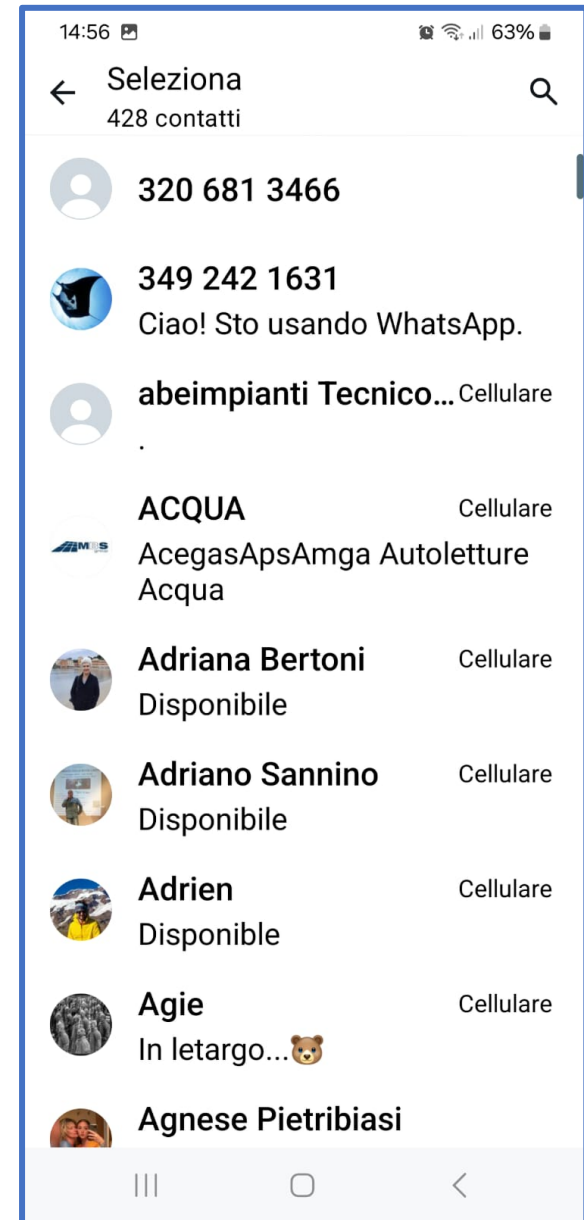 14:56 63%
Seleziona
428 contatti
320 681 3466
349 242 1631
Ciao! Sto usando WhatsApp.
abeimpianti Tecnico... Cellulare
.
ACQUA Cellulare
AcegasApsAmga Autoletture
Acqua
Adriana Bertoni Cellulare
Disponibile
Adriano Sannino Cellulare
Disponibile
Adrien Cellulare
Disponible
Agie Cellulare
In letargo...🐻
Agnese Pietribiasi